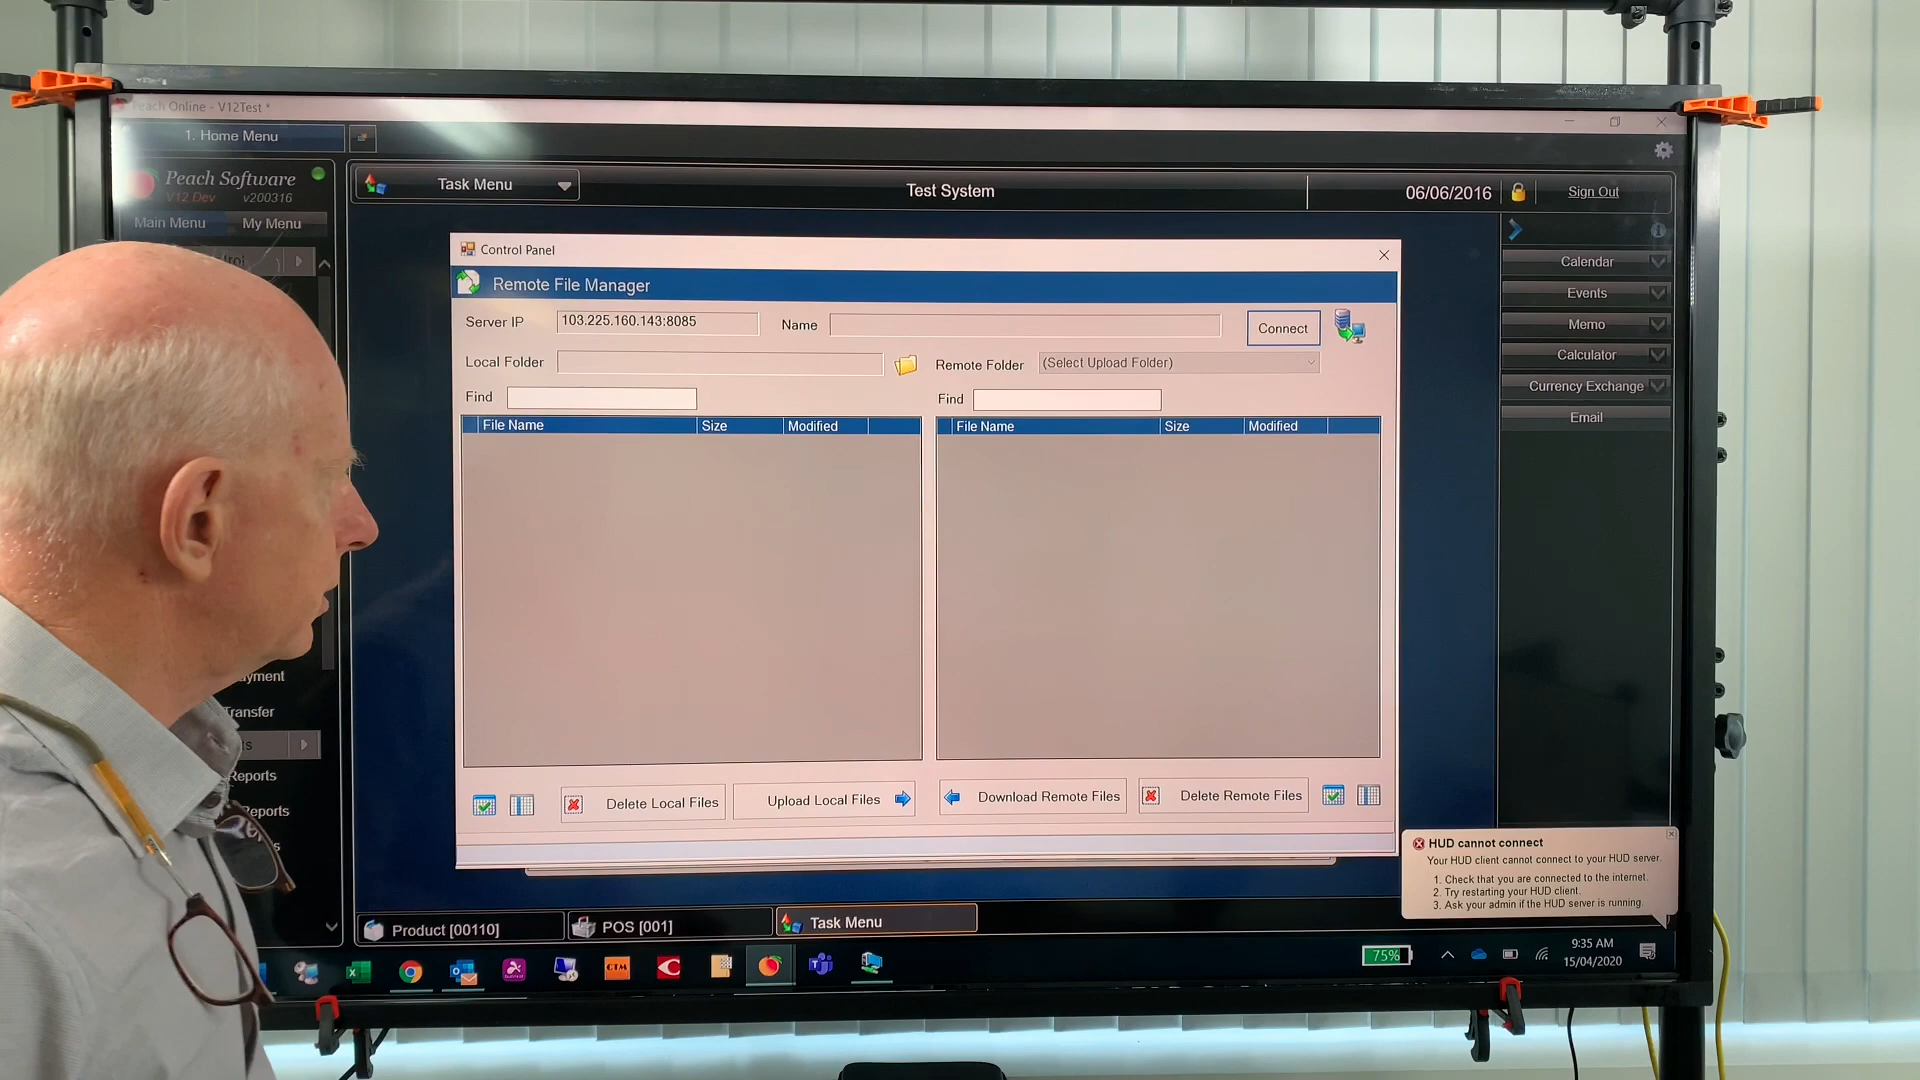 Peach Online - V12Test *
1. Home Menu
Peach Software
V12 Dev v200316
Main Menu My Menu
Task Menu
Test System
06/06/2016
Sign Out
Control Panel
Remote File Manager
Server IP 103.225.160.143:8085 Name Connect
Local Folder Remote Folder (Select Upload Folder)
Find Find
File Name Size Modified File Name Size Modified
Calendar
Events
Memo
Calculator
Currency Exchange
Email
Transfer
Reports
Delete Local Files Upload Local Files Download Remote Files Delete Remote Files
HUD cannot connect
Your HUD client cannot connect to your HUD server.
1. Check that you are connected to the internet.
2. Try restarting your HUD client.
3. Ask your admin if the HUD server is running.
Product [00110] POS [001] Task Menu
CTM
75%
9:35 AM
15/04/2020